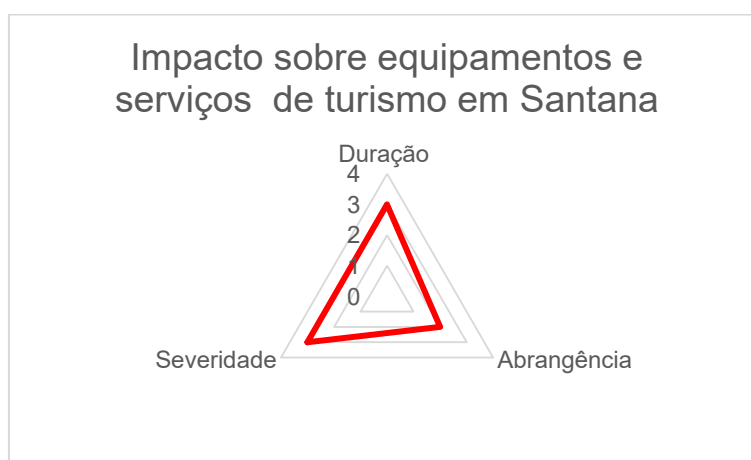 Impacto sobre equipamentos e
serviços  de turismo em Santana
Duração
4
3
2
1
0
Severidade
Abrangência